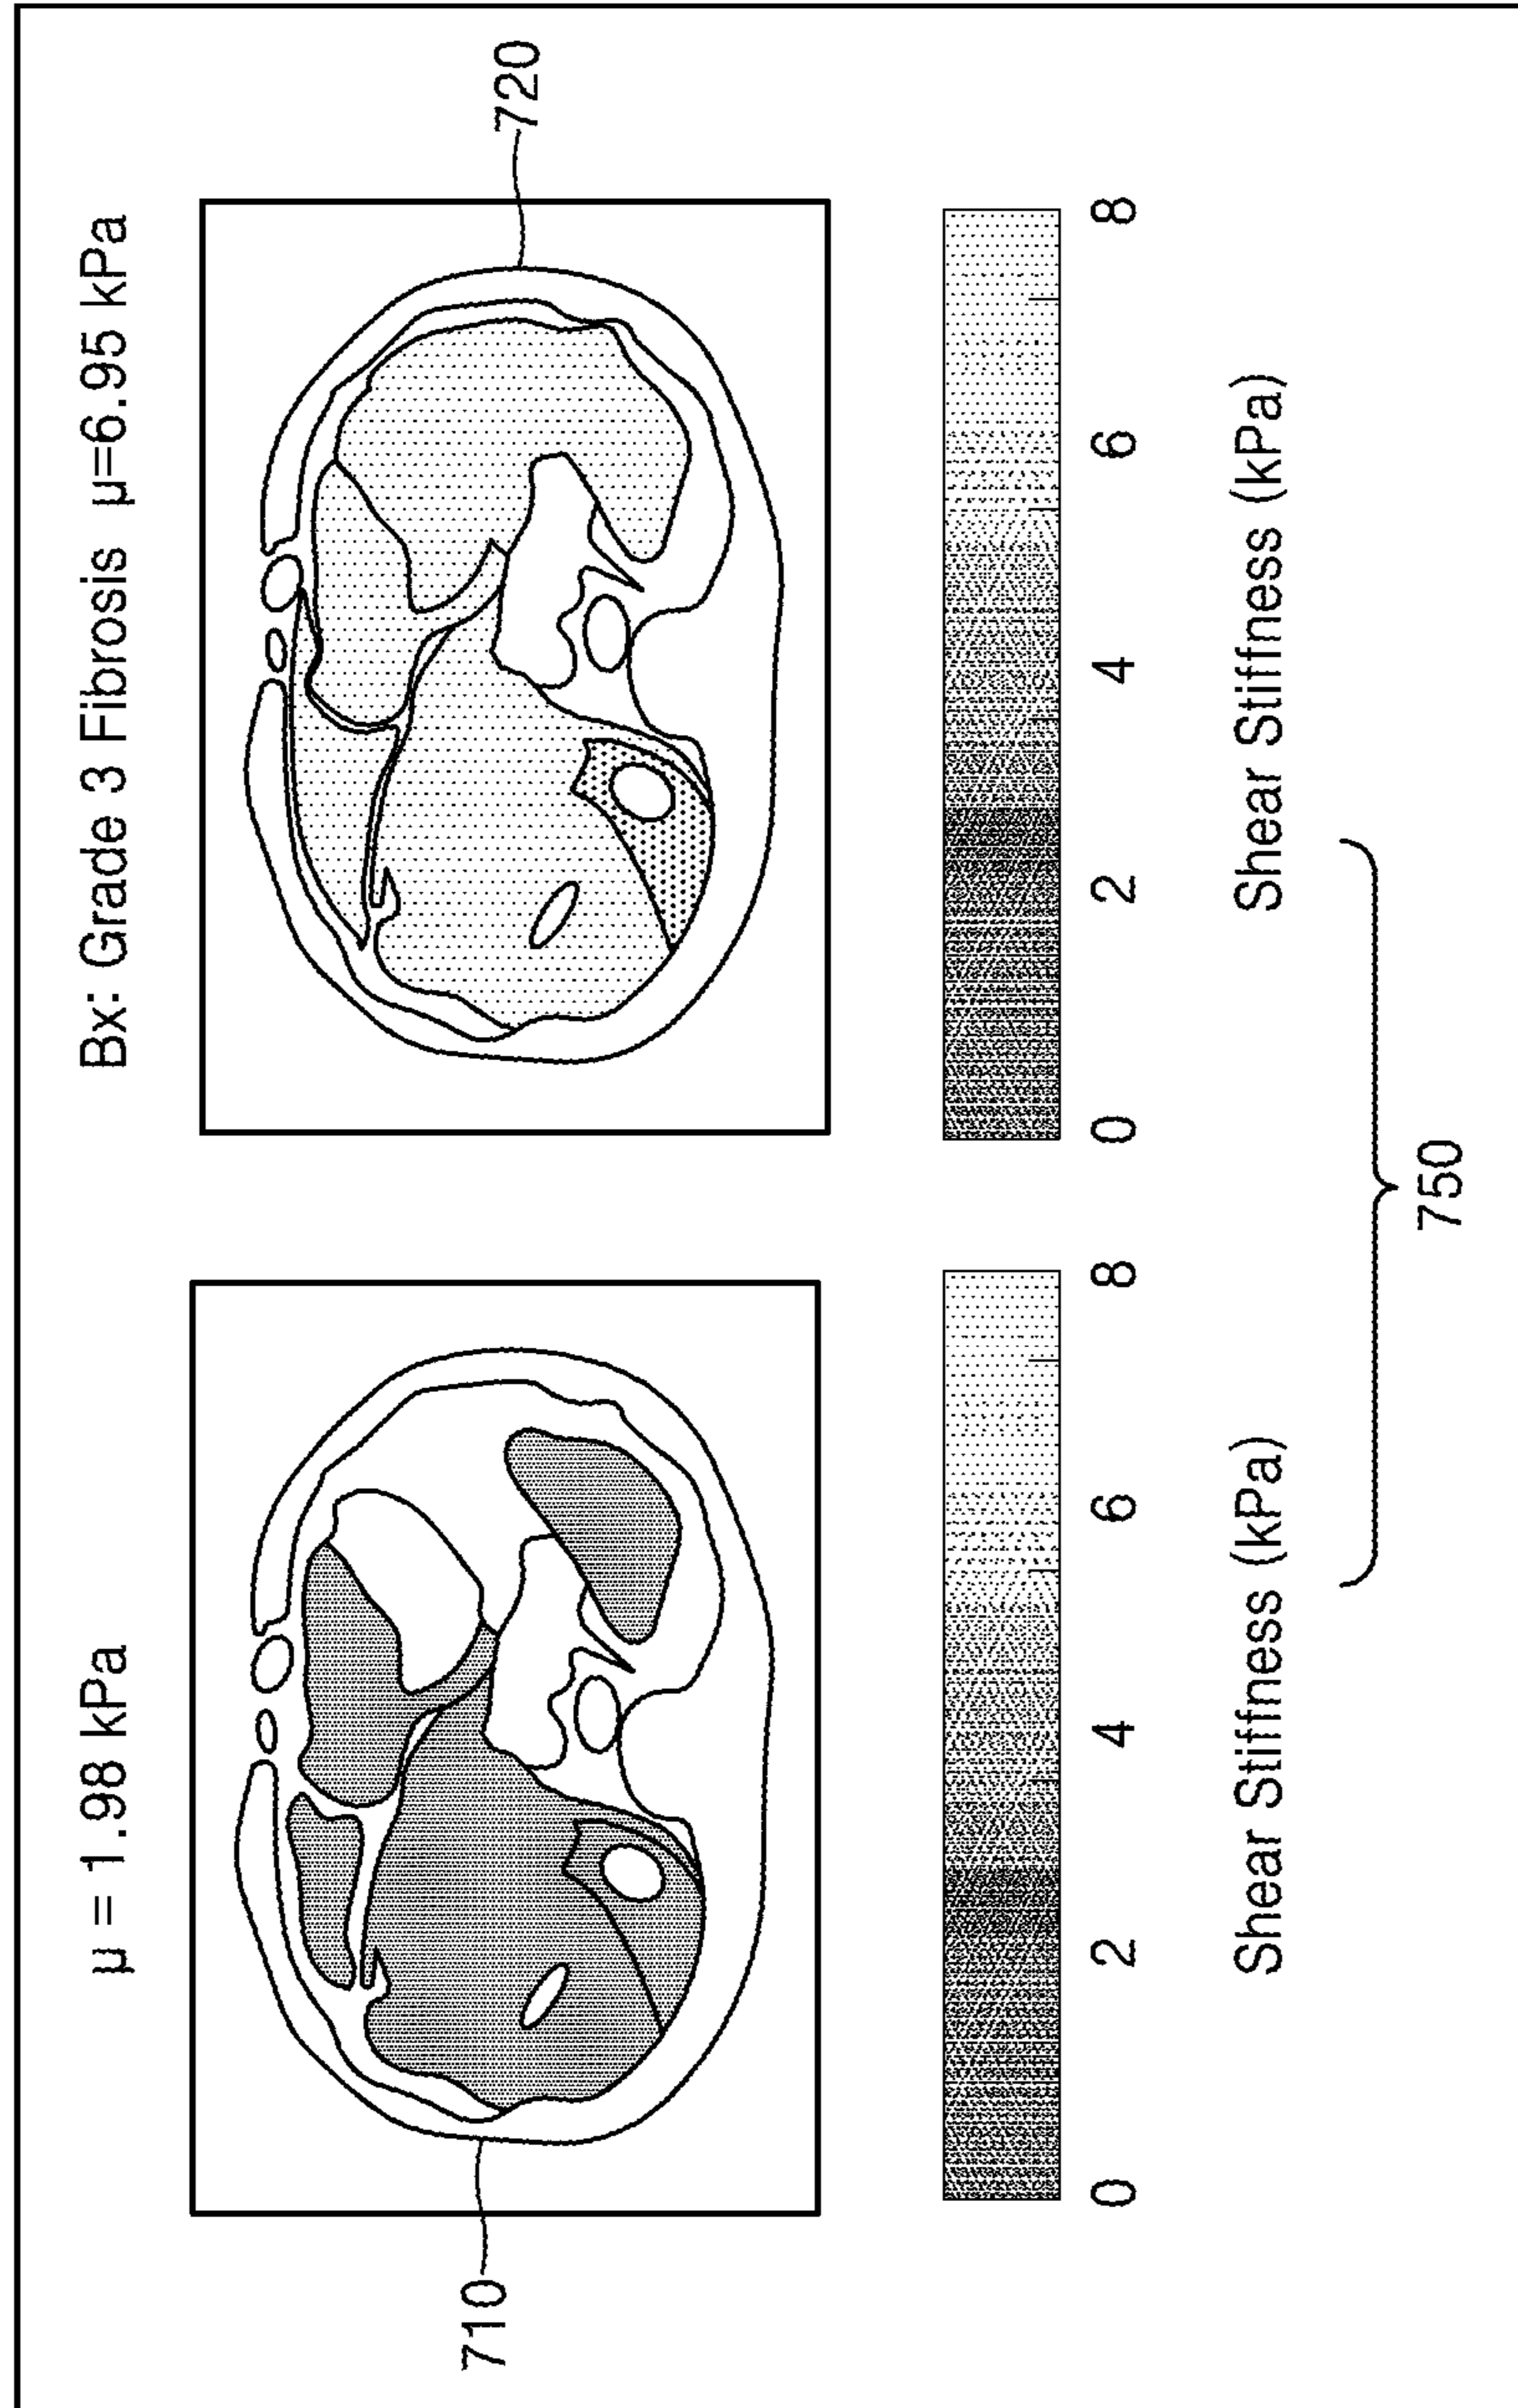 μ = 1.98 kPa
Bx: Grade 3 Fibrosis μ=6.95 kPa
710
720
0 2 4 6 8
0 2 4 6 8
Shear Stiffness (kPa)
Shear Stiffness (kPa)
750